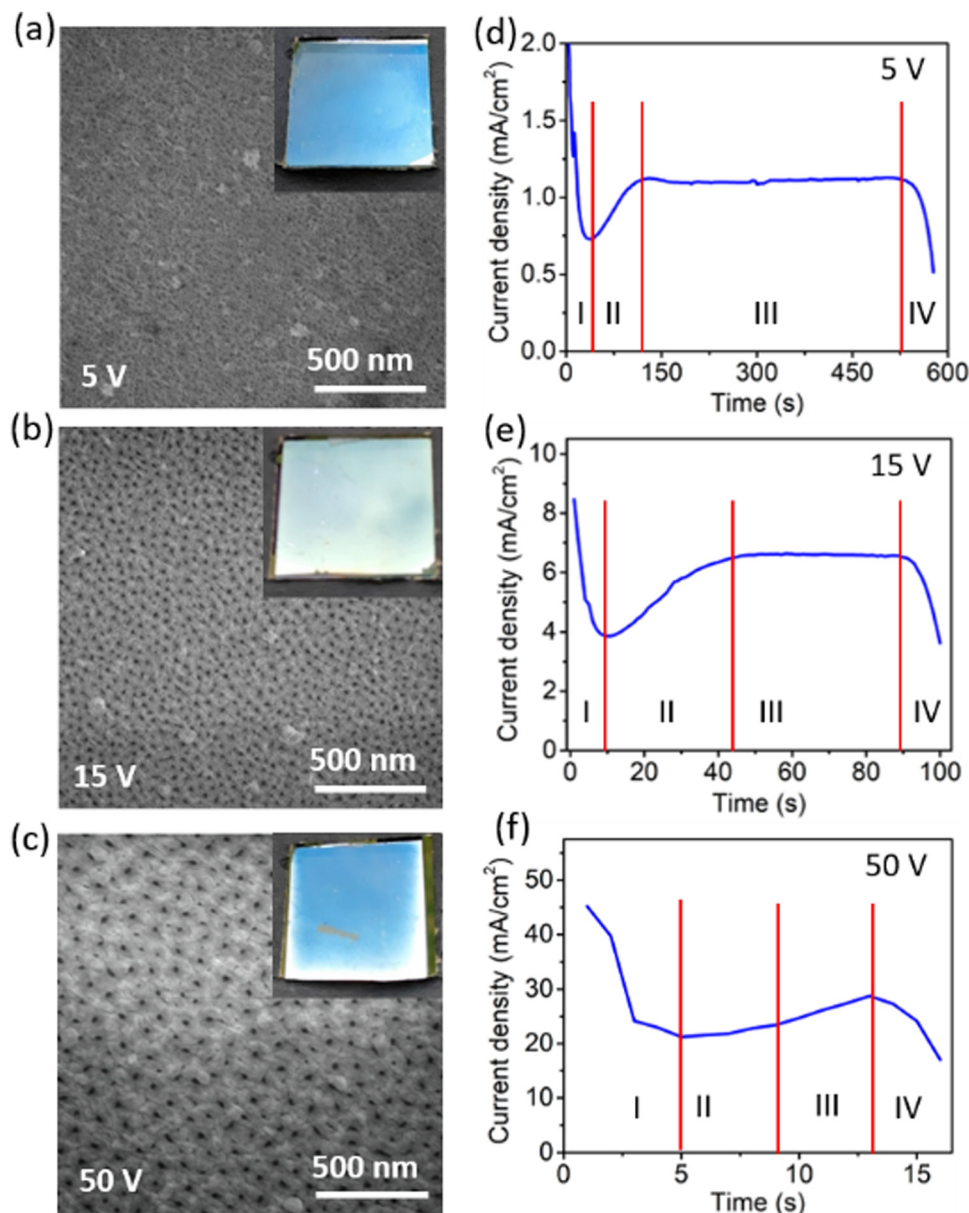 (a)
5 V
500 nm
(d)
Current density (mA/cm²)
2.0
1.5
1.0
0.5
0.0
5 V
I
II
III
IV
0
150
300
450
600
Time (s)
(b)
15 V
500 nm
(e)
Current density (mA/cm²)
10
8
6
4
2
0
15 V
I
II
III
IV
0
20
40
60
80
100
Time (s)
(c)
50 V
500 nm
(f)
Current density (mA/cm²)
50
40
30
20
10
0
50 V
I
II
III
IV
0
5
10
15
Time (s)